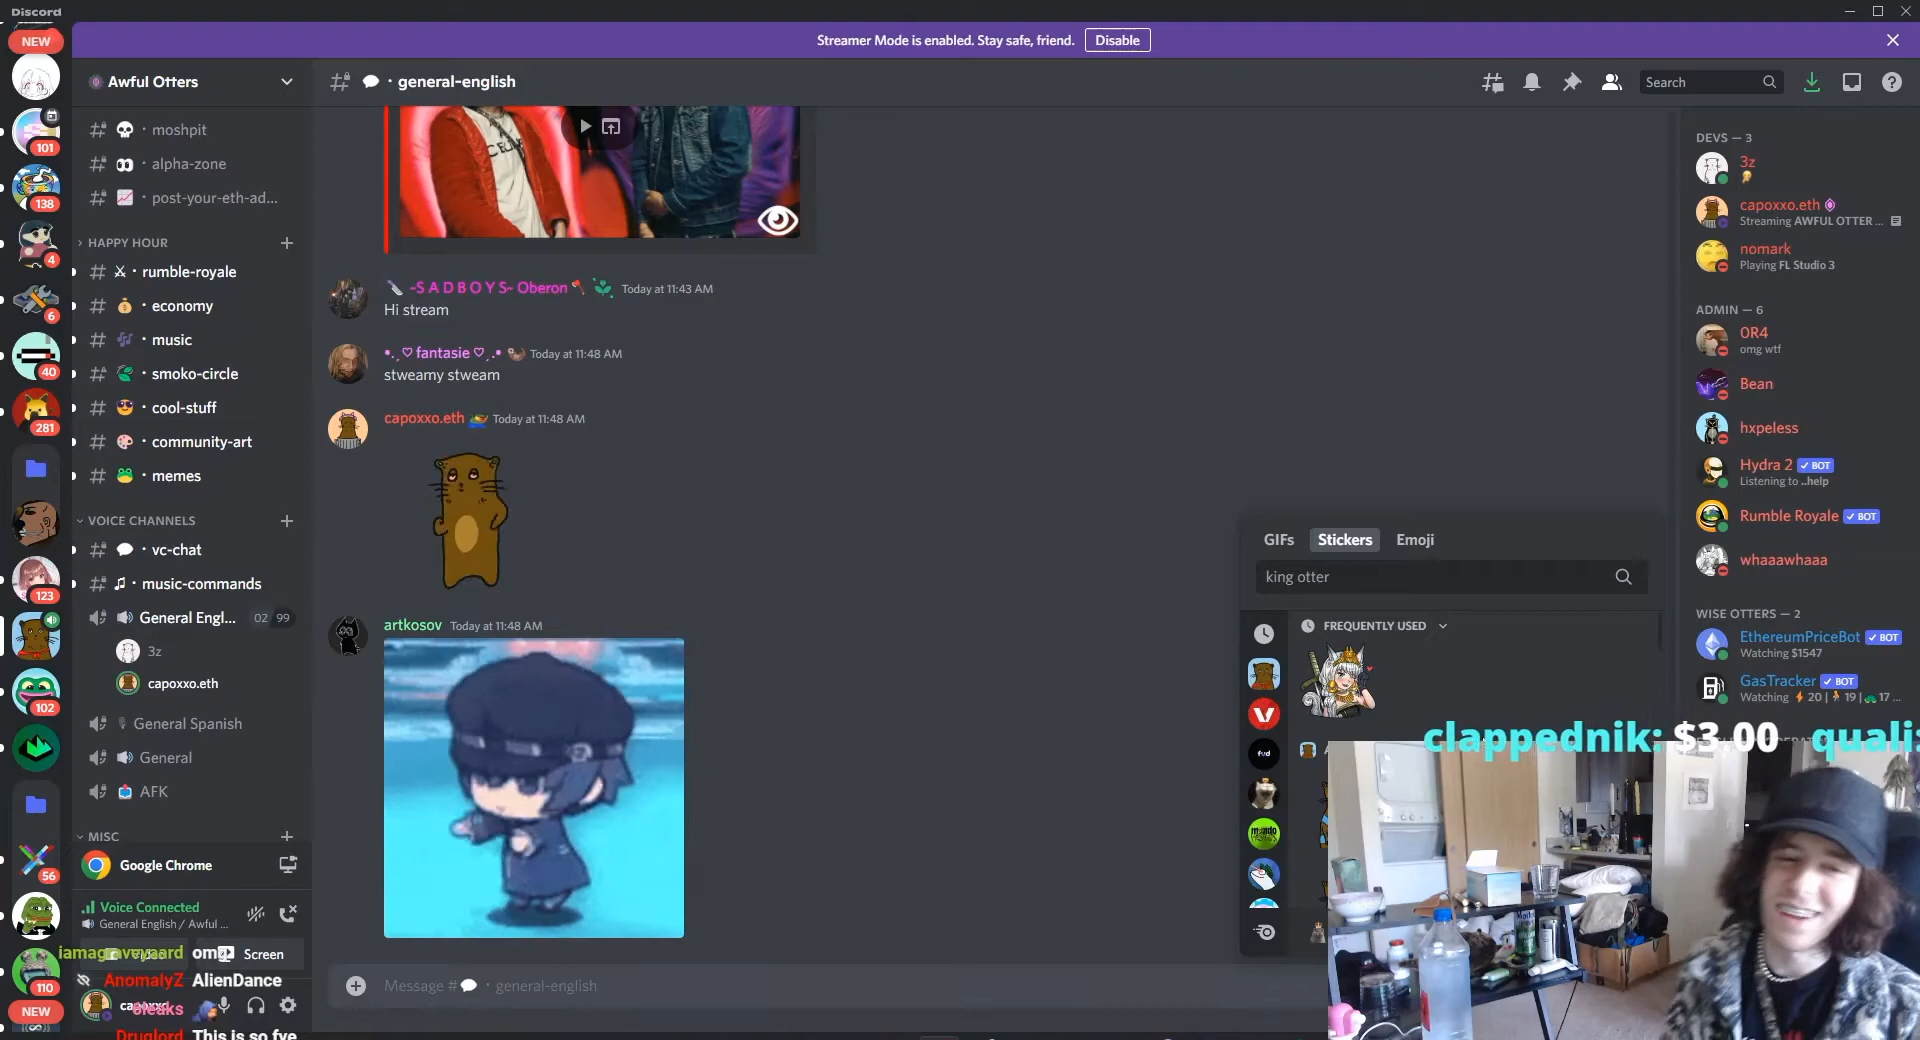 Discord
NEW
Streamer Mode is enabled. Stay safe, friend.
Disable
Awful Otters
· general-english
Search
101
138
4
6
40
281
123
102
56
110
NEW
· moshpit
· alpha-zone
· post-your-eth-ad...
HAPPY HOUR
· rumble-royale
· economy
· music
· smoko-circle
· cool-stuff
· community-art
· memes
VOICE CHANNELS
· vc-chat
· music-commands
General Engl...
02 99
3z
capoxxo.eth
General Spanish
General
AFK
MISC
Google Chrome
Voice Connected
General English / Awful ...
Screen
AnomalyZ AlienDance
Druglord This is so fye
-S A D B O Y S- Oberon
Today at 11:43 AM
Hi stream
fantasie
Today at 11:48 AM
stweamy stweam
capoxxo.eth
Today at 11:48 AM
artkosov
Today at 11:48 AM
Message # · general-english
GIFs
Stickers
Emoji
king otter
FREQUENTLY USED
DEVS — 3
3z
capoxxo.eth
Streaming AWFUL OTTER ...
nomark
Playing FL Studio 3
ADMIN — 6
0R4
omg wtf
Bean
hxpeless
Hydra 2 BOT
Listening to ..help
Rumble Royale BOT
whaaawhaaa
WISE OTTERS — 2
EthereumPriceBot BOT
Watching $1547
GasTracker BOT
Watching 20 | 19 | 17 ...
clappednik: $3.00 quali